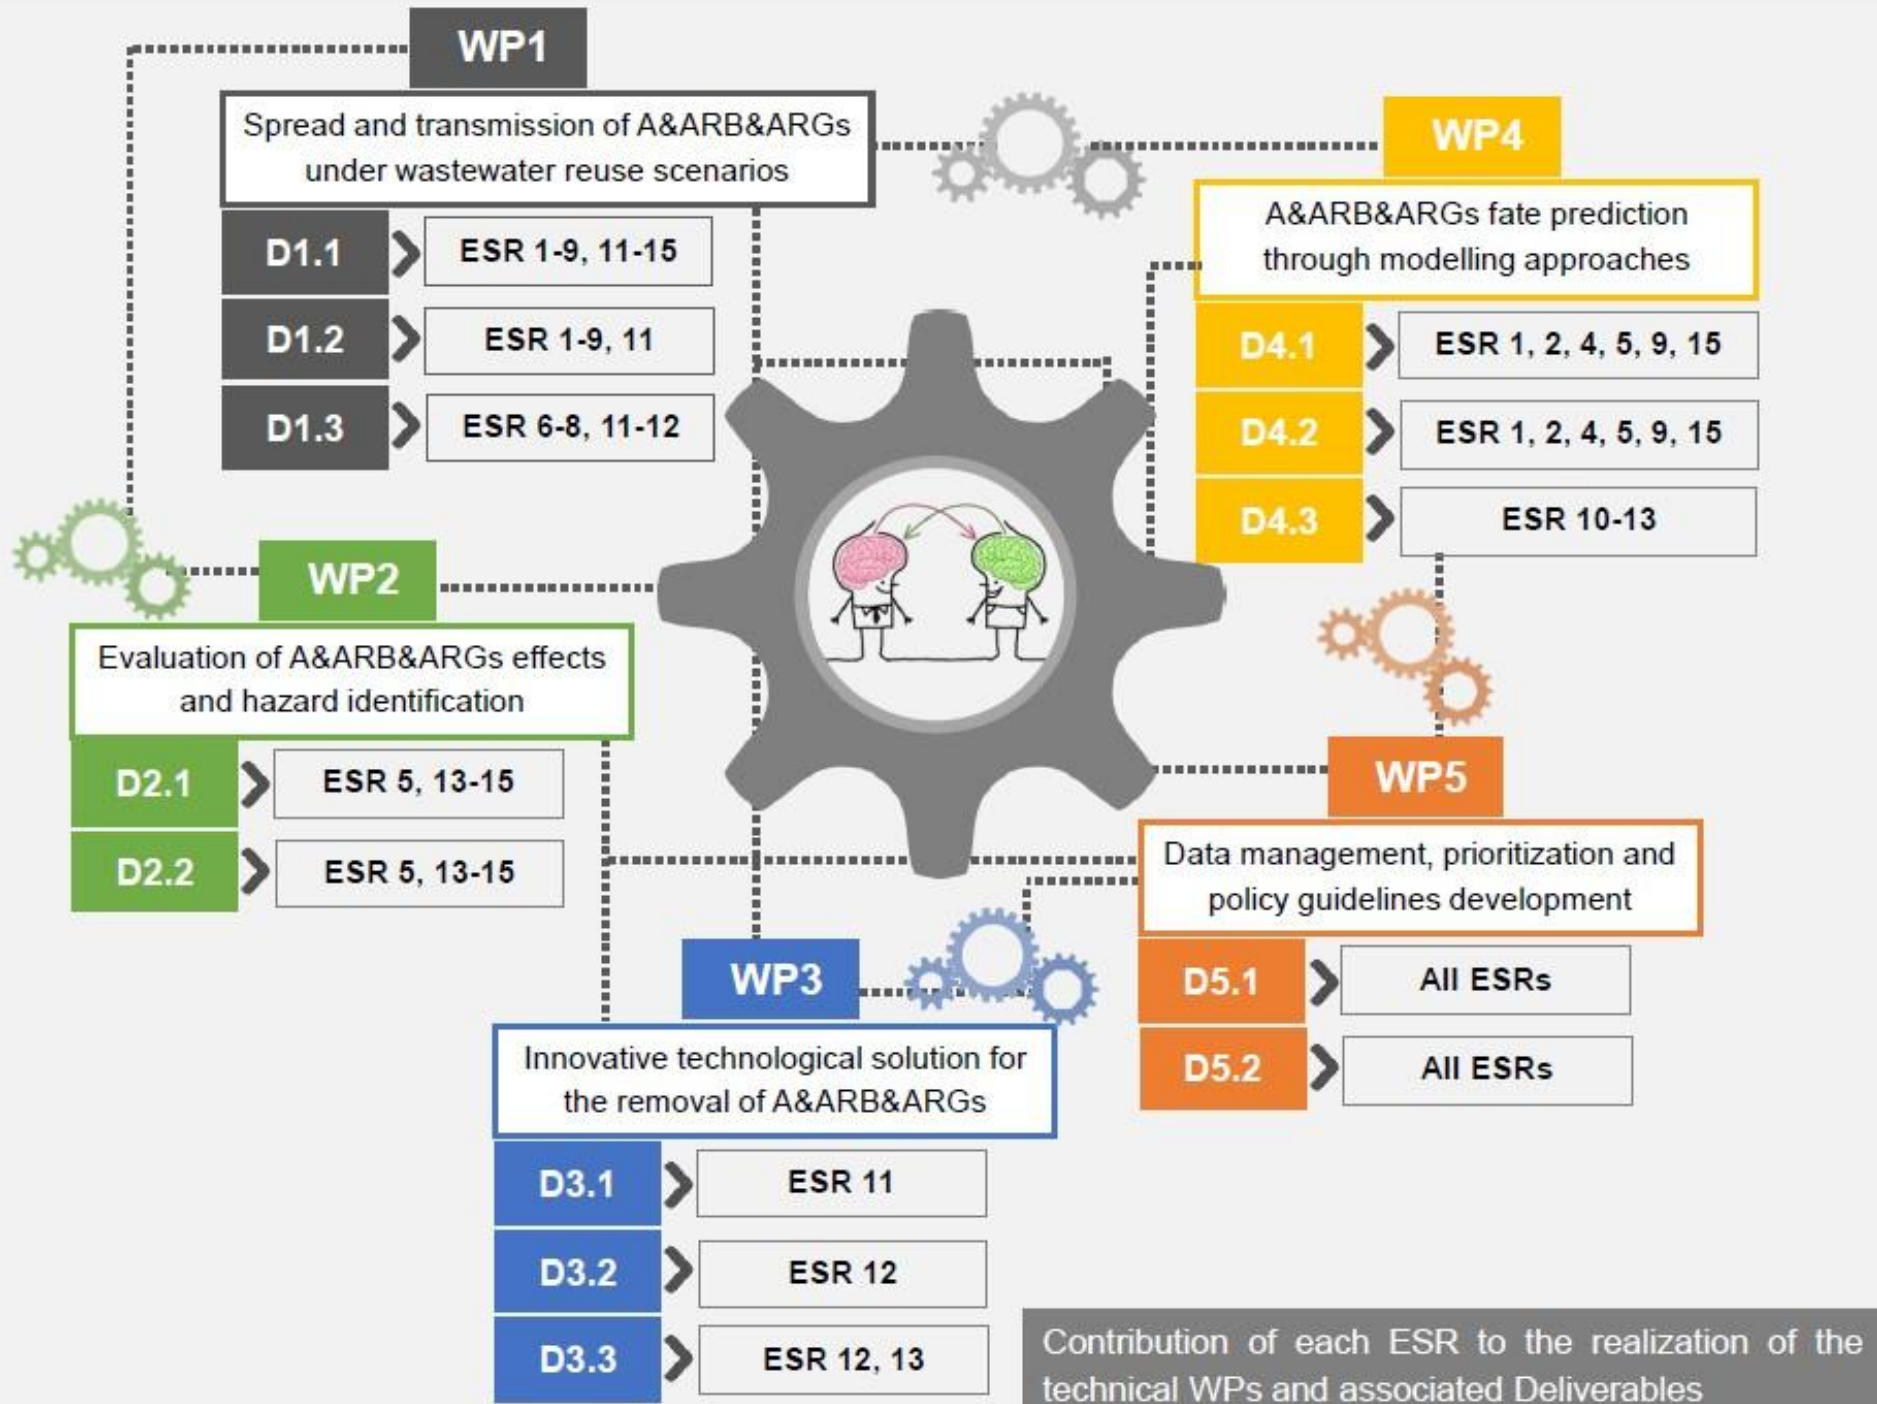 WP1
Spread and transmission of A&ARB&ARGs
under wastewater reuse scenarios
D1.1
ESR 1-9, 11-15
D1.2
ESR 1-9, 11
D1.3
ESR 6-8, 11-12
WP4
A&ARB&ARGs fate prediction
through modelling approaches
D4.1
ESR 1, 2, 4, 5, 9, 15
D4.2
ESR 1, 2, 4, 5, 9, 15
D4.3
ESR 10-13
WP2
Evaluation of A&ARB&ARGs effects
and hazard identification
D2.1
ESR 5, 13-15
D2.2
ESR 5, 13-15
WP5
Data management, prioritization and
policy guidelines development
D5.1
All ESRs
D5.2
All ESRs
WP3
Innovative technological solution for
the removal of A&ARB&ARGs
D3.1
ESR 11
D3.2
ESR 12
D3.3
ESR 12, 13
Contribution of each ESR to the realization of the
technical WPs and associated Deliverables